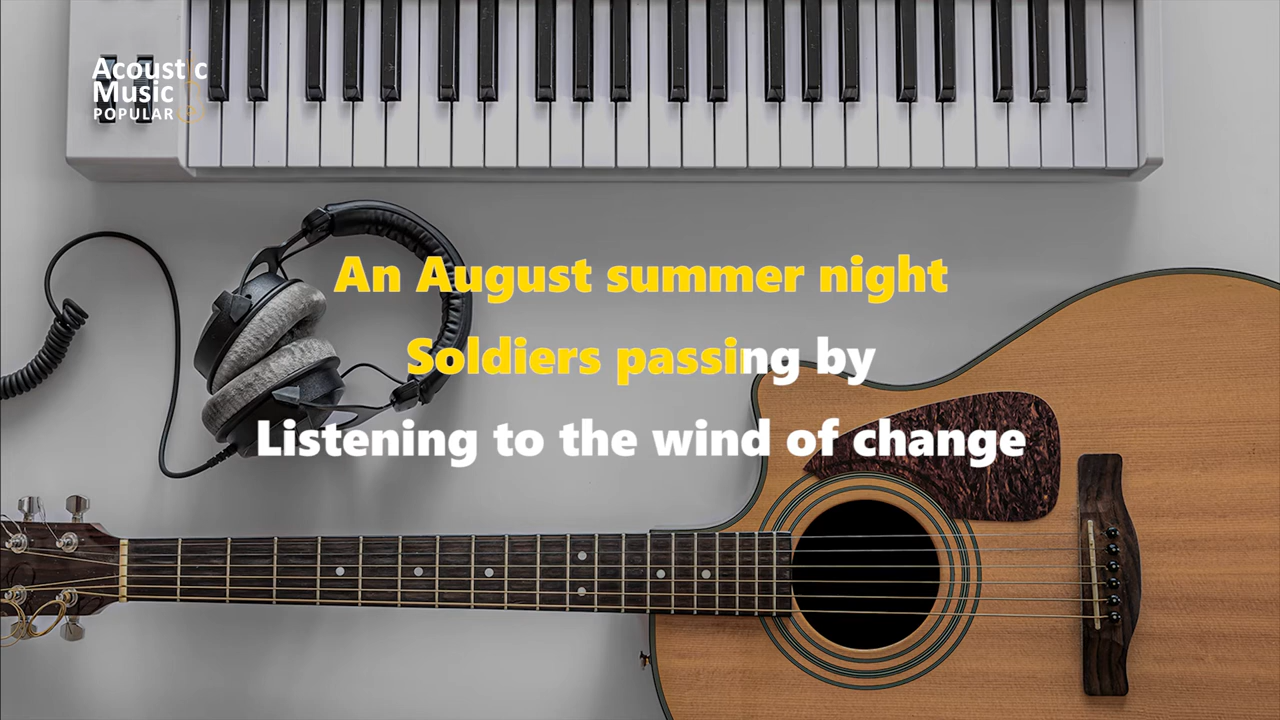 Acoustic
Music
POPULAR
An August summer night
Soldiers passing by
Listening to the wind of change